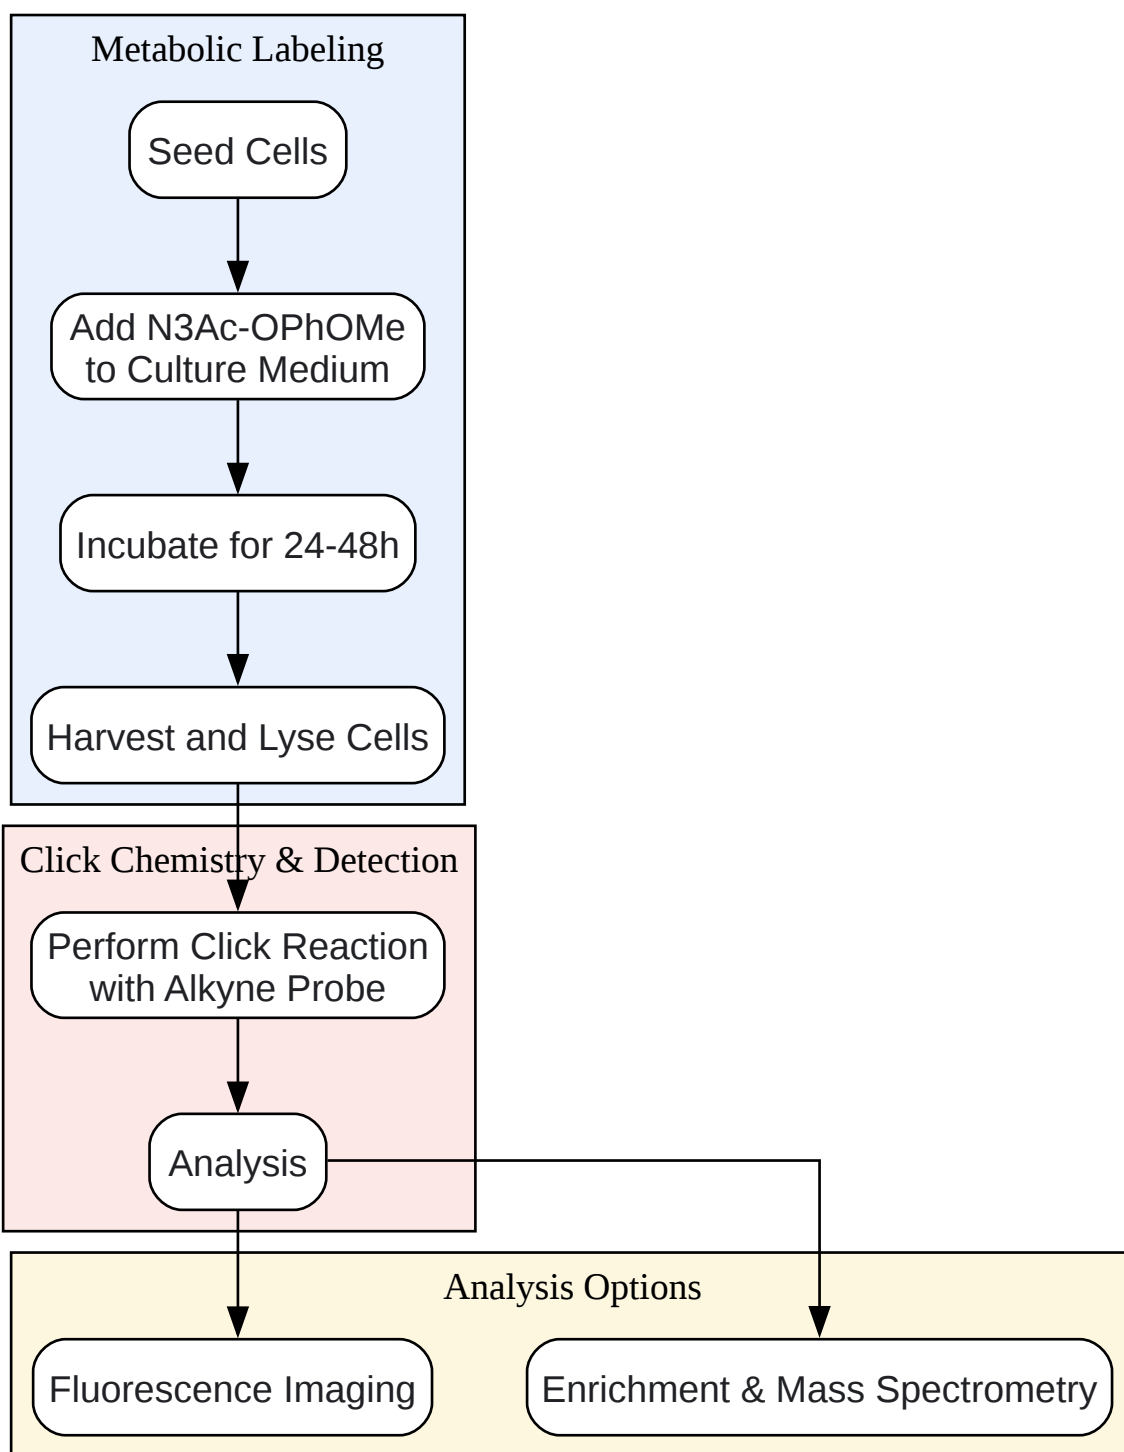 Metabolic Labeling
Seed Cells
Add N3Ac-OPhOMe
to Culture Medium
Incubate for 24-48h
Harvest and Lyse Cells
Click Chemistry & Detection
Perform Click Reaction
with Alkyne Probe
Analysis
Analysis Options
Fluorescence Imaging
Enrichment & Mass Spectrometry